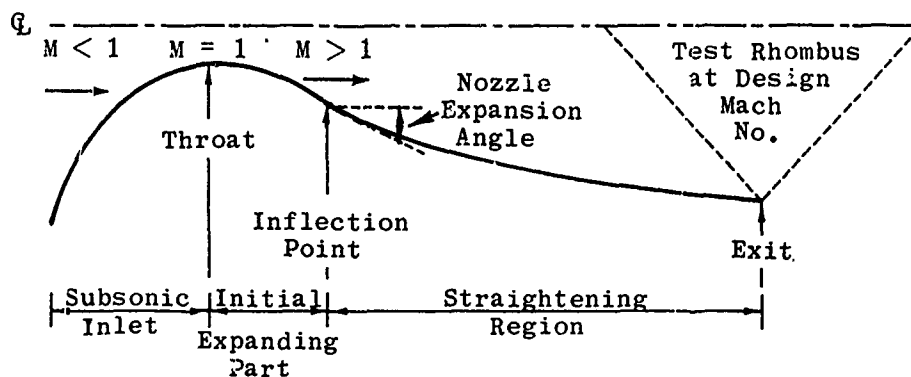 ℄
M < 1 M = 1 M > 1
Test Rhombus
at Design
Mach
No.
Nozzle
Expansion
Angle
Throat
Inflection
Point
Exit
Subsonic
Inlet
Initial
Expanding
Part
Straightening
Region